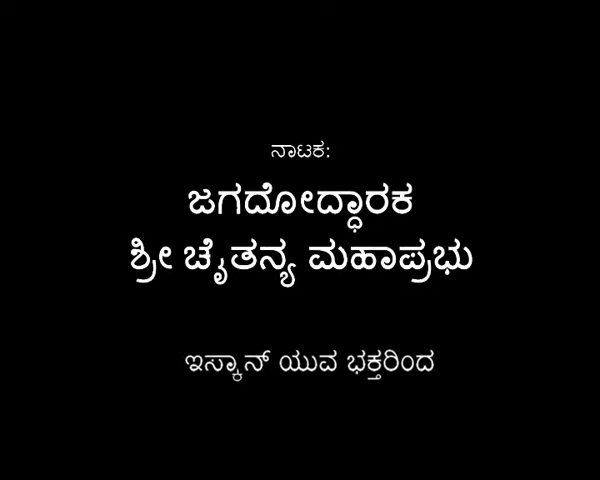 ನಾಟಕ:
ಜಗದೋದ್ಧಾರಕ
ಶ್ರೀ ಚೈತನ್ಯ ಮಹಾಪ್ರಭು
ಇಸ್ಕಾನ್ ಯುವ ಭಕ್ತರಿಂದ